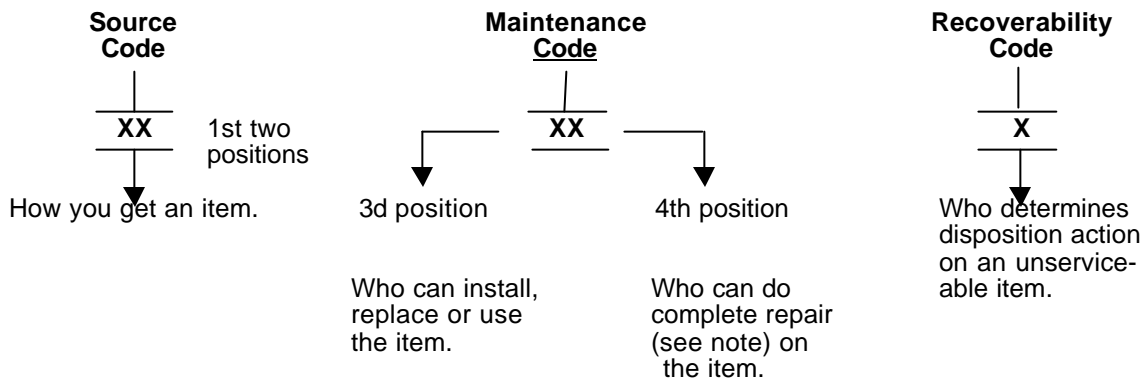 Source
Code
XX
1st two
positions
How you get an item.
Maintenance
Code
XX
3d position
4th position
Who can install,
replace or use
the item.
Who can do
complete repair
(see note) on
the item.
Recoverability
Code
X
Who determines
disposition action
on an unservice-
able item.